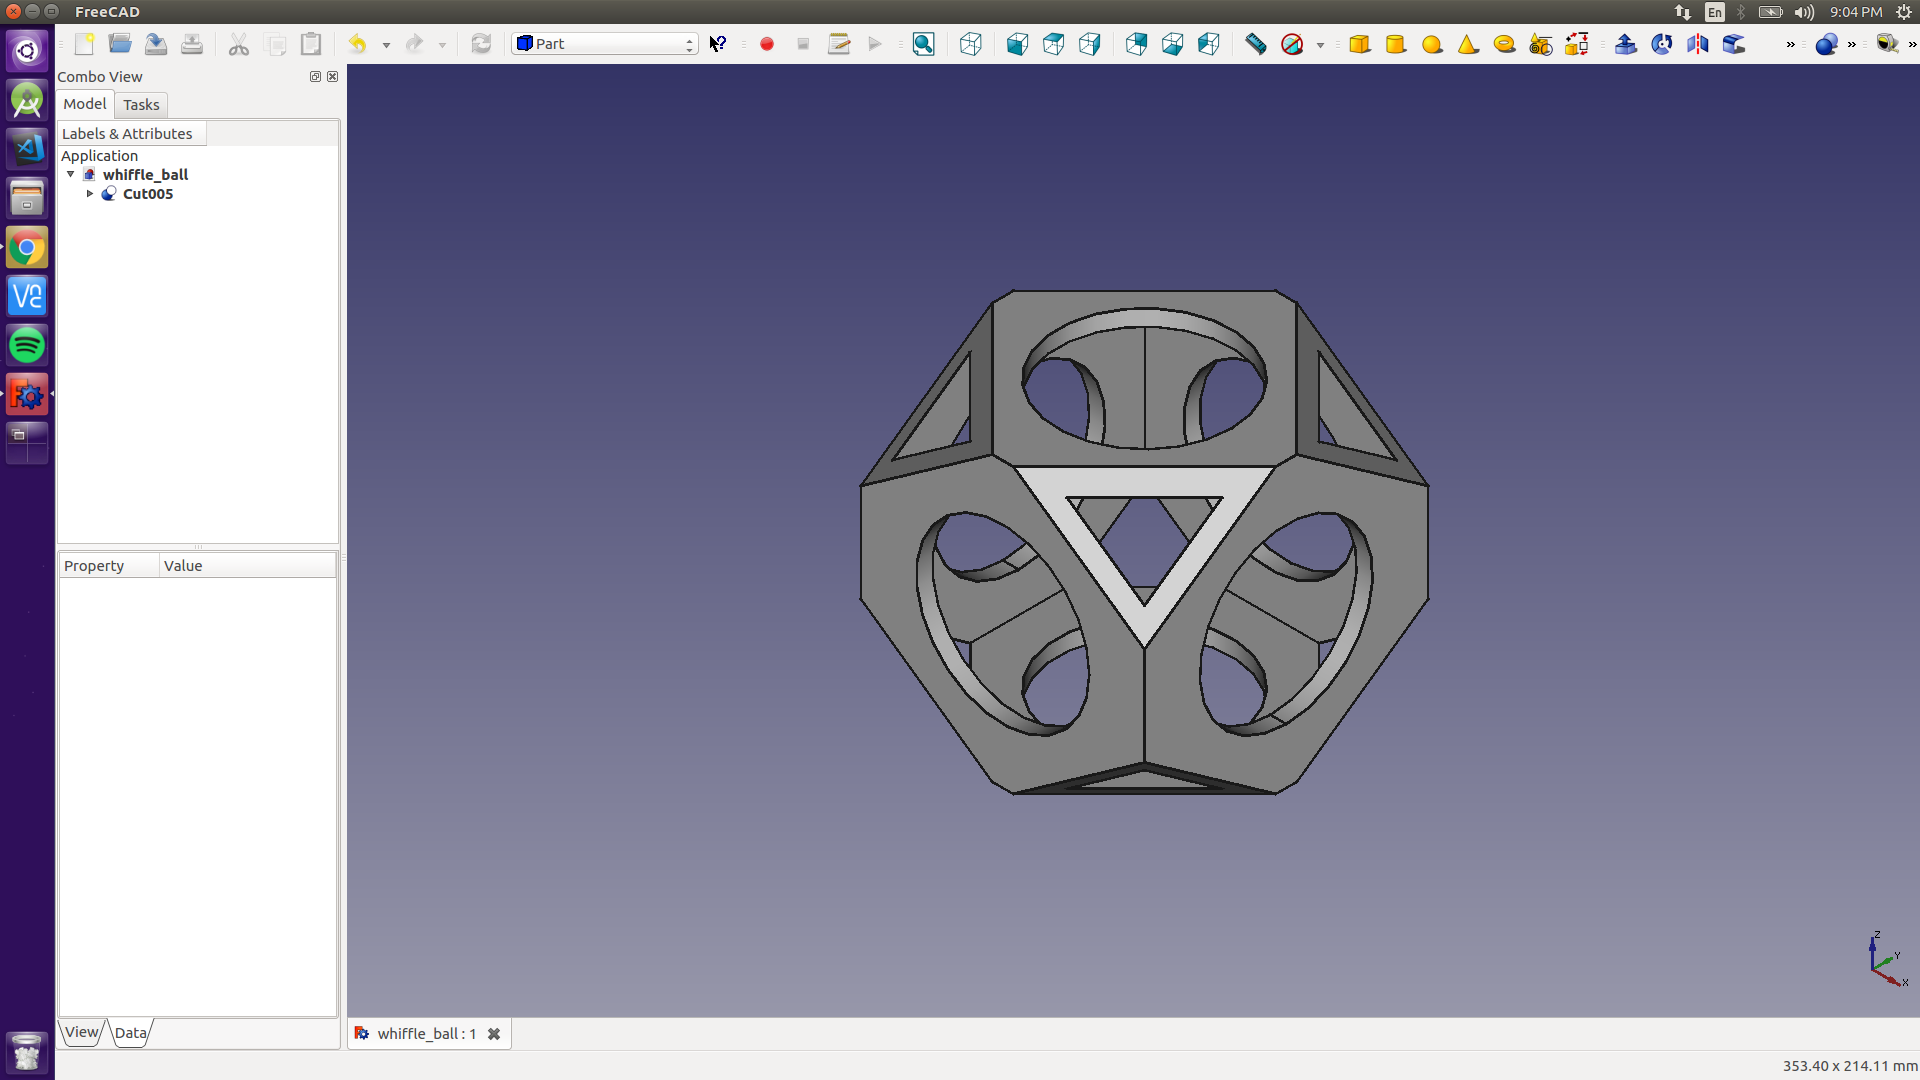 FreeCAD
En
9:04 PM
Part
Combo View
Model
Tasks
Labels & Attributes
Application
whiffle_ball
Cut005
Property
Value
Z
Y
X
View
Data
whiffle_ball : 1
353.40 x 214.11 mm